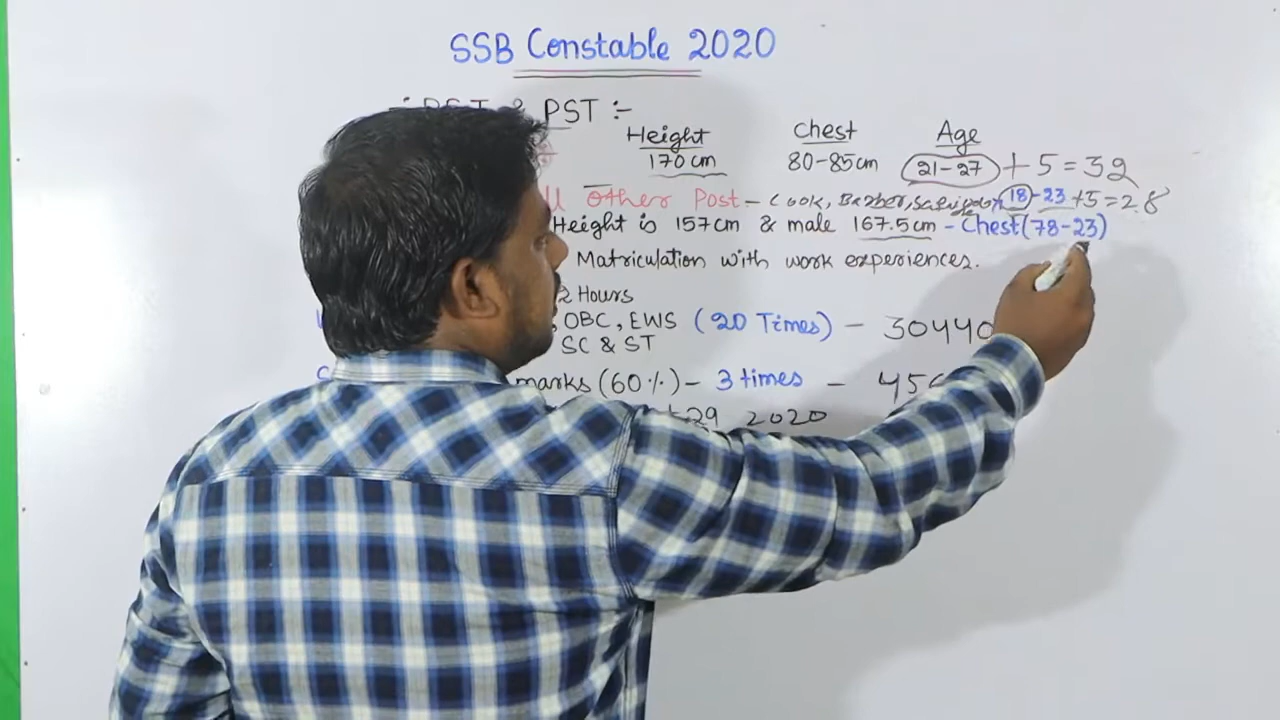 SSB Constable 2020
PST :-
Height Chest Age
170 cm 80-85cm 21-27 + 5 = 32
Other Post - Cook, Barber, 18-23 +5=28
Height is 157cm & male 167.5cm - Chest(78-23)
Matriculation with work experiences.
2 Hours
, OBC, EWS (20 Times) - 30440
SC & ST
marks (60%) - 3 times - 456
29 2020